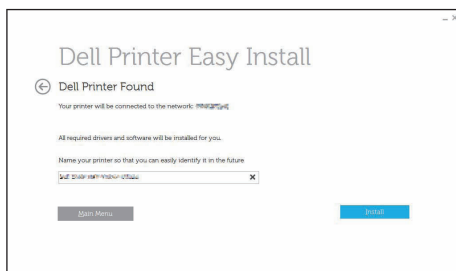 Dell Printer Easy Install
Dell Printer Found
Your printer will be connected to the network:
All required drivers and software will be installed for you.
Name your printer so that you can easily identify it in the future
Main Menu
Install